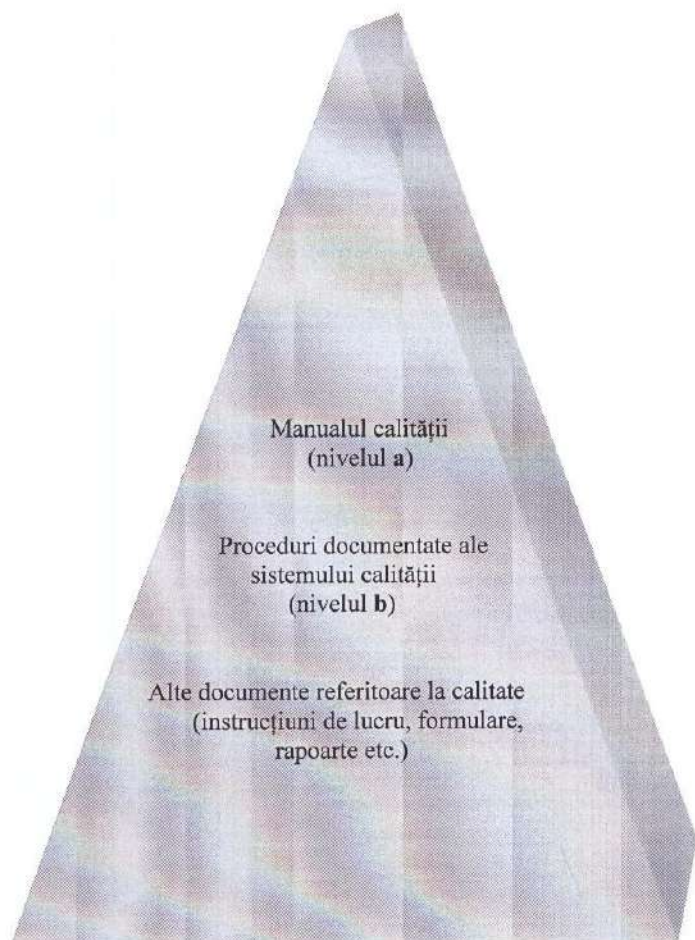 Manualul calității
(nivelul a)
Proceduri documentate ale
sistemului calității
(nivelul b)
Alte documente referitoare la calitate
(instrucțiuni de lucru, formulare,
rapoarte etc.)